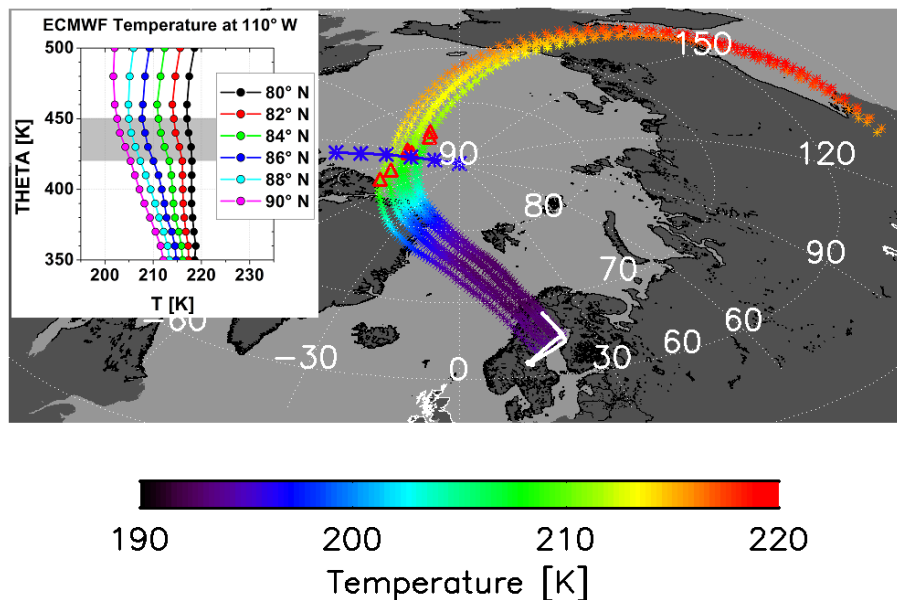 ECMWF Temperature at 110° W
500
450
400
350
THETA [K]
200 210 220 230
T [K]
80° N
82° N
84° N
86° N
88° N
90° N
150
120
90
80
90
70
60
60
30
0
−30
−60
190 200 210 220
Temperature [K]